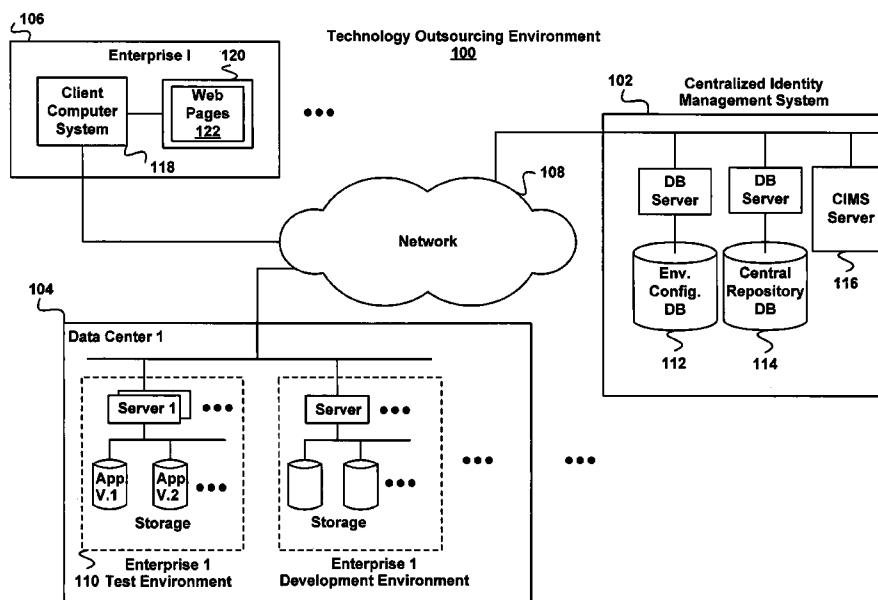 106
Enterprise I
120
Client
Computer
System
Web
Pages
122
118
Technology Outsourcing Environment
100
Centralized Identity
Management System
102
108
Network
DB
Server
DB
Server
CIMS
Server
116
Env.
Config.
DB
Central
Repository
DB
112
114
104
Data Center 1
Server 1
Server
App.
V.1
App.
V.2
Storage
Storage
110
Enterprise 1
Test Environment
Enterprise 1
Development Environment